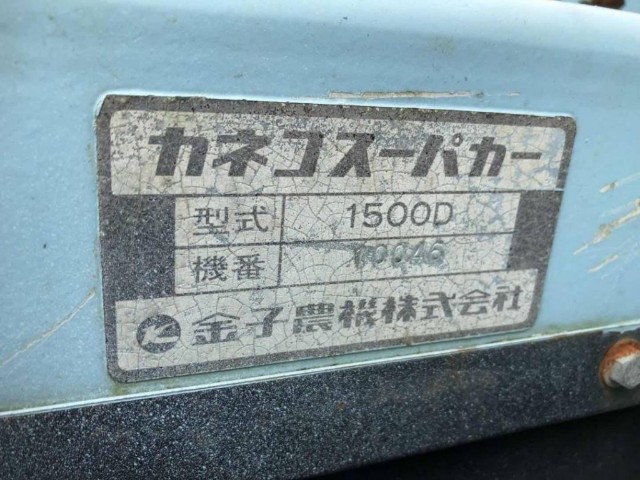 カネコスーパカー
型式 1500D
機番 10046
金子農機株式会社